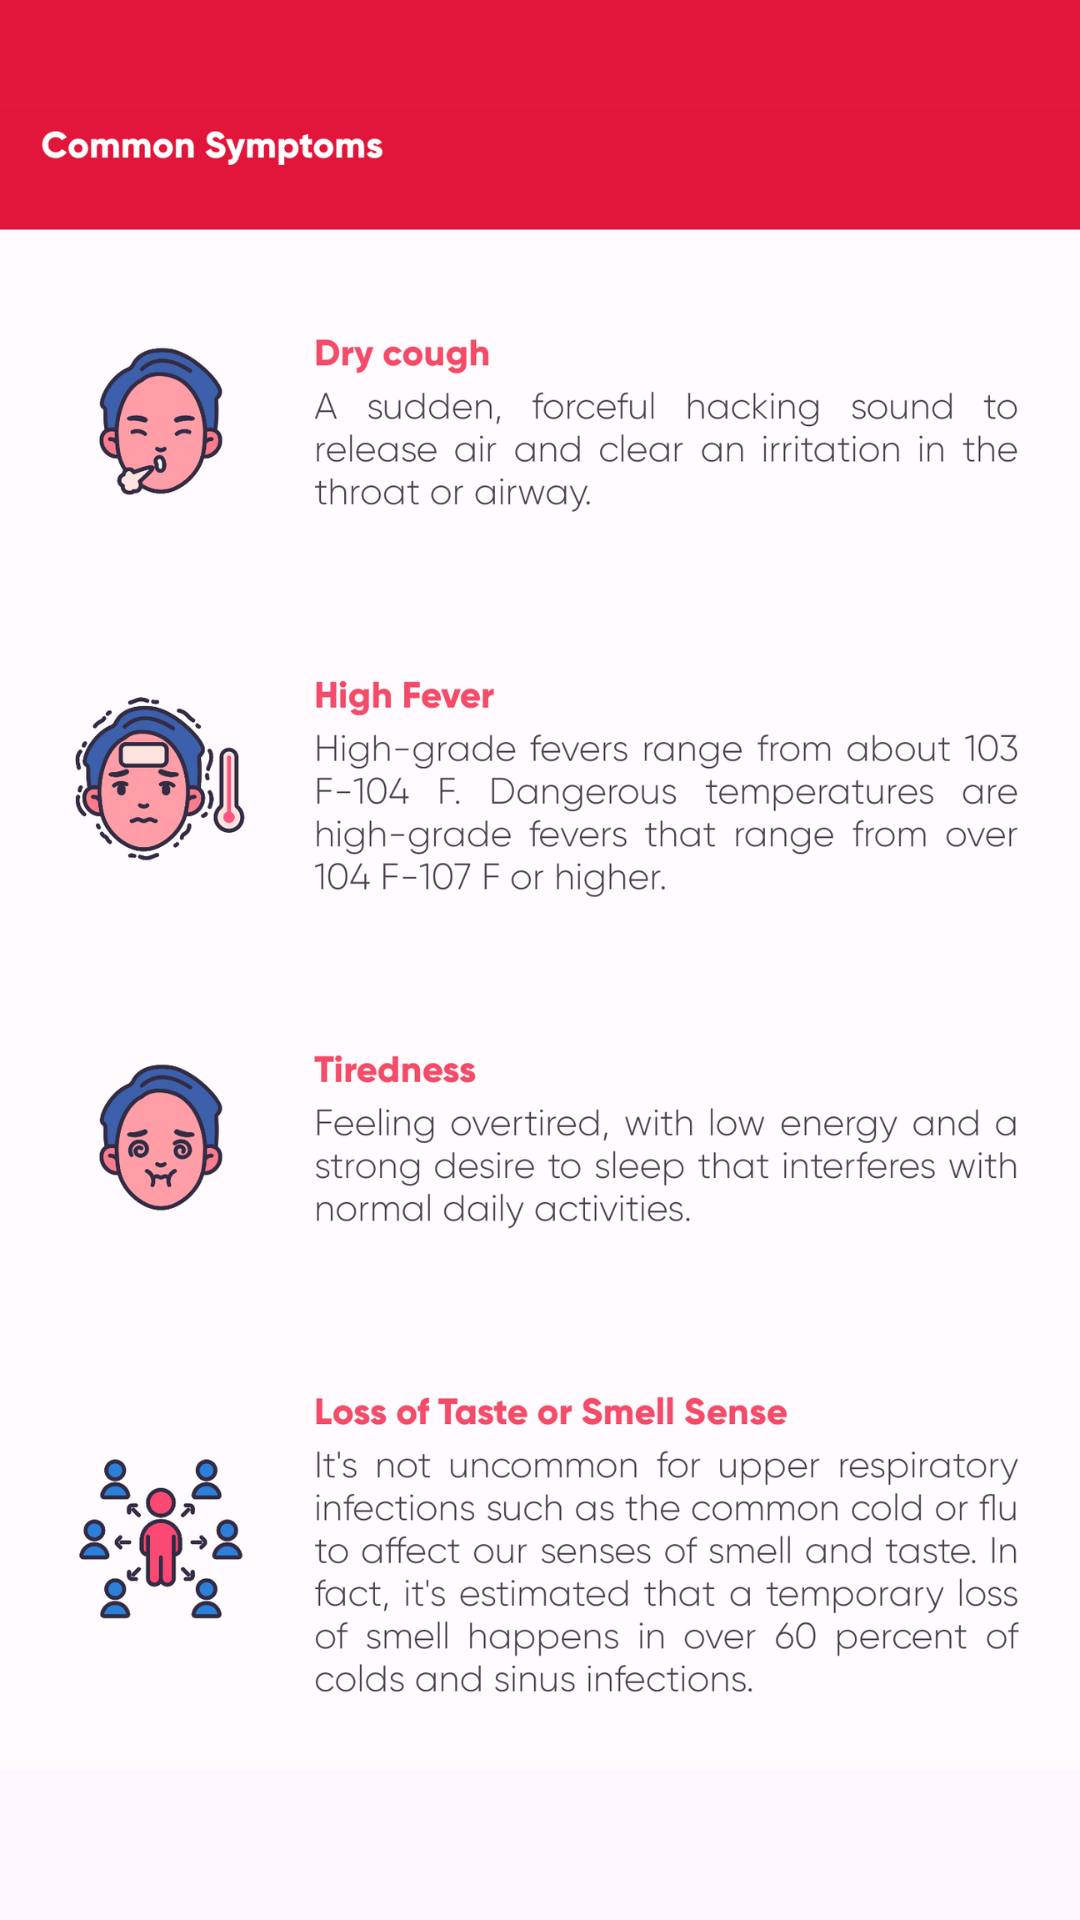 Common Symptoms
Dry cough
A sudden, forceful hacking sound to
release air and clear an irritation in the
throat or airway.
High Fever
High-grade fevers range from about 103
F-104 F. Dangerous temperatures are
high-grade fevers that range from over
104 F-107 F or higher.
Tiredness
Feeling overtired, with low energy and a
strong desire to sleep that interferes with
normal daily activities.
Loss of Taste or Smell Sense
It's not uncommon for upper respiratory
infections such as the common cold or flu
to affect our senses of smell and taste. In
fact, it's estimated that a temporary loss
of smell happens in over 60 percent of
colds and sinus infections.